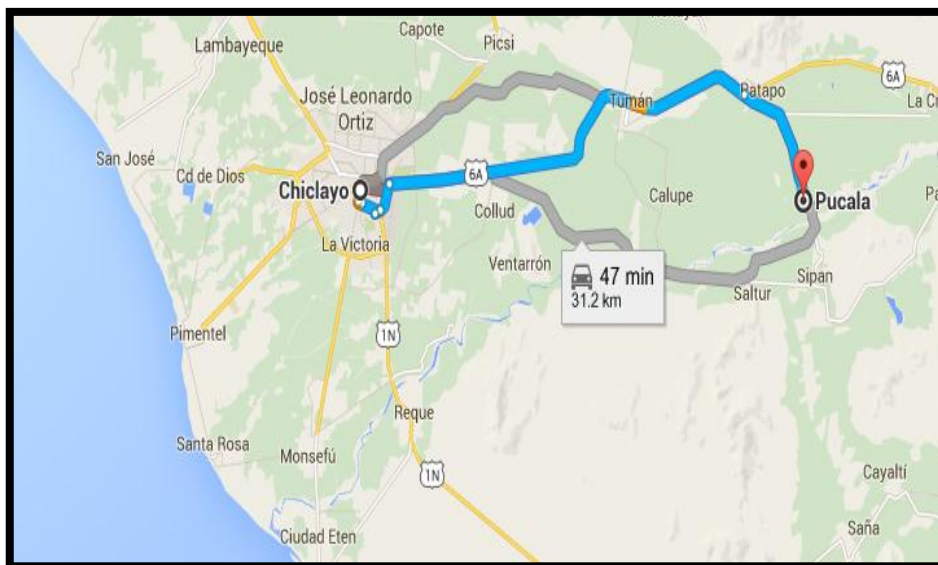 Capote
Picsi
Lambayeque
6A
José Leonardo
Ortiz
Tumán
Patapo
La Cr
San José
Cd de Dios
6A
Chiclayo
Calupe
Pucala
Collud
La Victoria
Ventarrón
47 min
31.2 km
Sipan
Saltur
Pimentel
1N
Reque
Santa Rosa
Monsefú
1N
Cayaltí
Saña
Ciudad Eten